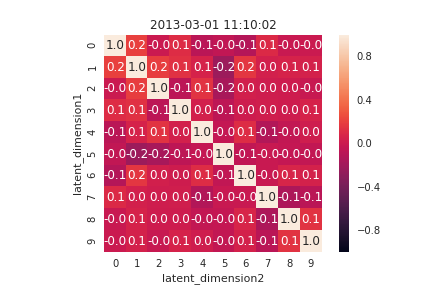 2013-03-01 11:10:02
0 1.0 0.2 -0.0 0.1 -0.1 -0.0 -0.1 0.1 -0.0 -0.0
1 0.2 1.0 0.2 0.1 0.1 -0.2 0.2 0.0 0.1 0.1
2 -0.0 0.2 1.0 -0.1 0.1 -0.2 0.0 0.0 0.0 -0.0
3 0.1 0.1 -0.1 1.0 0.0 -0.1 0.0 0.0 0.0 0.1
4 -0.1 0.1 0.1 0.0 1.0 -0.0 0.1 -0.1 -0.0 0.0
5 -0.0 -0.2 -0.2 -0.1 -0.0 1.0 -0.1 -0.0 -0.0 -0.0
6 -0.1 0.2 0.0 0.0 0.1 -0.1 1.0 -0.0 0.1 0.1
7 0.1 0.0 0.0 0.0 -0.1 -0.0 -0.0 1.0 -0.1 -0.1
8 -0.0 0.1 0.0 0.0 -0.0 -0.0 0.1 -0.1 1.0 0.1
9 -0.0 0.1 -0.0 0.1 0.0 -0.0 0.1 -0.1 0.1 1.0
0 1 2 3 4 5 6 7 8 9
latent_dimension2
latent_dimension1
0.8
0.4
0.0
-0.4
-0.8